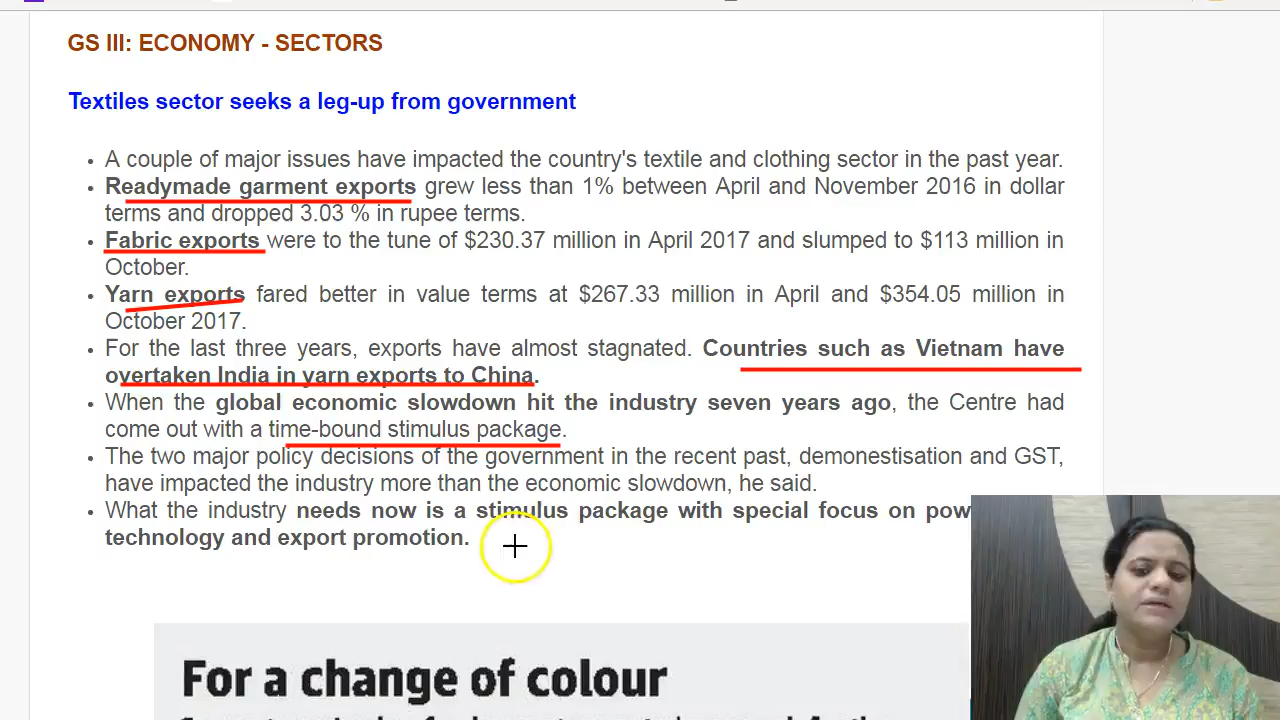 GS III: ECONOMY - SECTORS
Textiles sector seeks a leg-up from government
• A couple of major issues have impacted the country's textile and clothing sector in the past year.
• Readymade garment exports grew less than 1% between April and November 2016 in dollar
terms and dropped 3.03 % in rupee terms.
• Fabric exports were to the tune of $230.37 million in April 2017 and slumped to $113 million in
October.
• Yarn exports fared better in value terms at $267.33 million in April and $354.05 million in
October 2017.
• For the last three years, exports have almost stagnated. Countries such as Vietnam have
overtaken India in yarn exports to China.
• When the global economic slowdown hit the industry seven years ago, the Centre had
come out with a time-bound stimulus package.
• The two major policy decisions of the government in the recent past, demonestisation and GST,
have impacted the industry more than the economic slowdown, he said.
• What the industry needs now is a stimulus package with special focus on
technology and export promotion.
For a change of colour